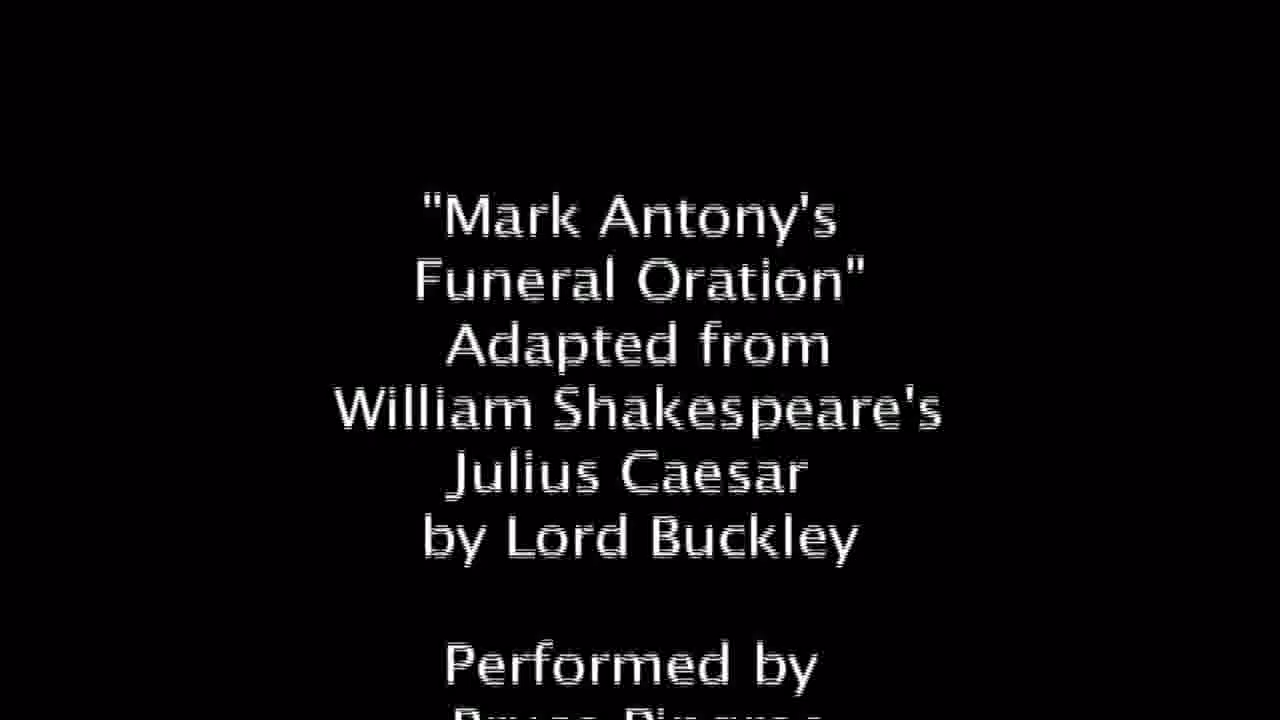 "Mark Antony's
Funeral Oration"
Adapted from
William Shakespeare's
Julius Caesar
by Lord Buckley
Performed by